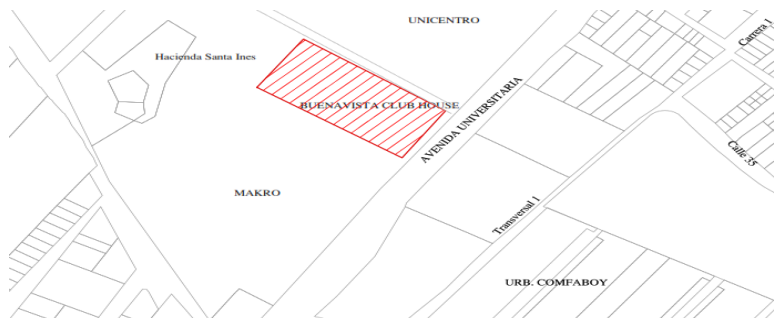 UNICENTRO
Carrera 1
Hacienda Santa Ines
BUENAVISTA CLUB HOUSE
AVENIDA UNIVERSITARIA
Calle 35
MAKRO
Transversal 1
URB. COMFABOY